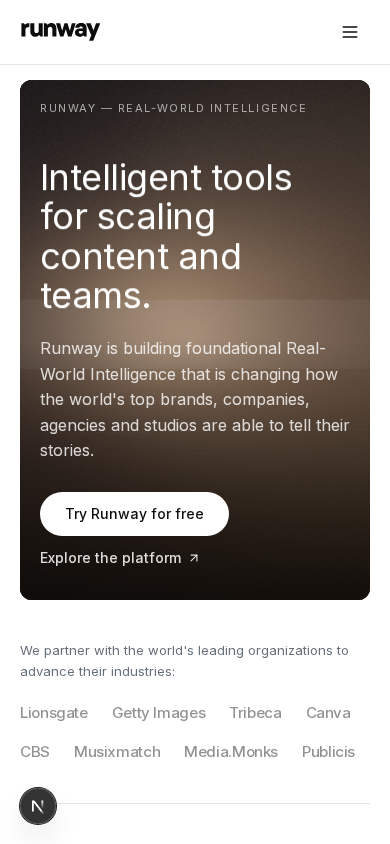 runway
RUNWAY — REAL-WORLD INTELLIGENCE
Intelligent tools
for scaling
content and
teams.
Runway is building foundational Real-
World Intelligence that is changing how
the world's top brands, companies,
agencies and studios are able to tell their
stories.
Try Runway for free
Explore the platform
We partner with the world's leading organizations to
advance their industries:
Lionsgate Getty Images Tribeca Canva
CBS Musixmatch Media.Monks Publicis
N